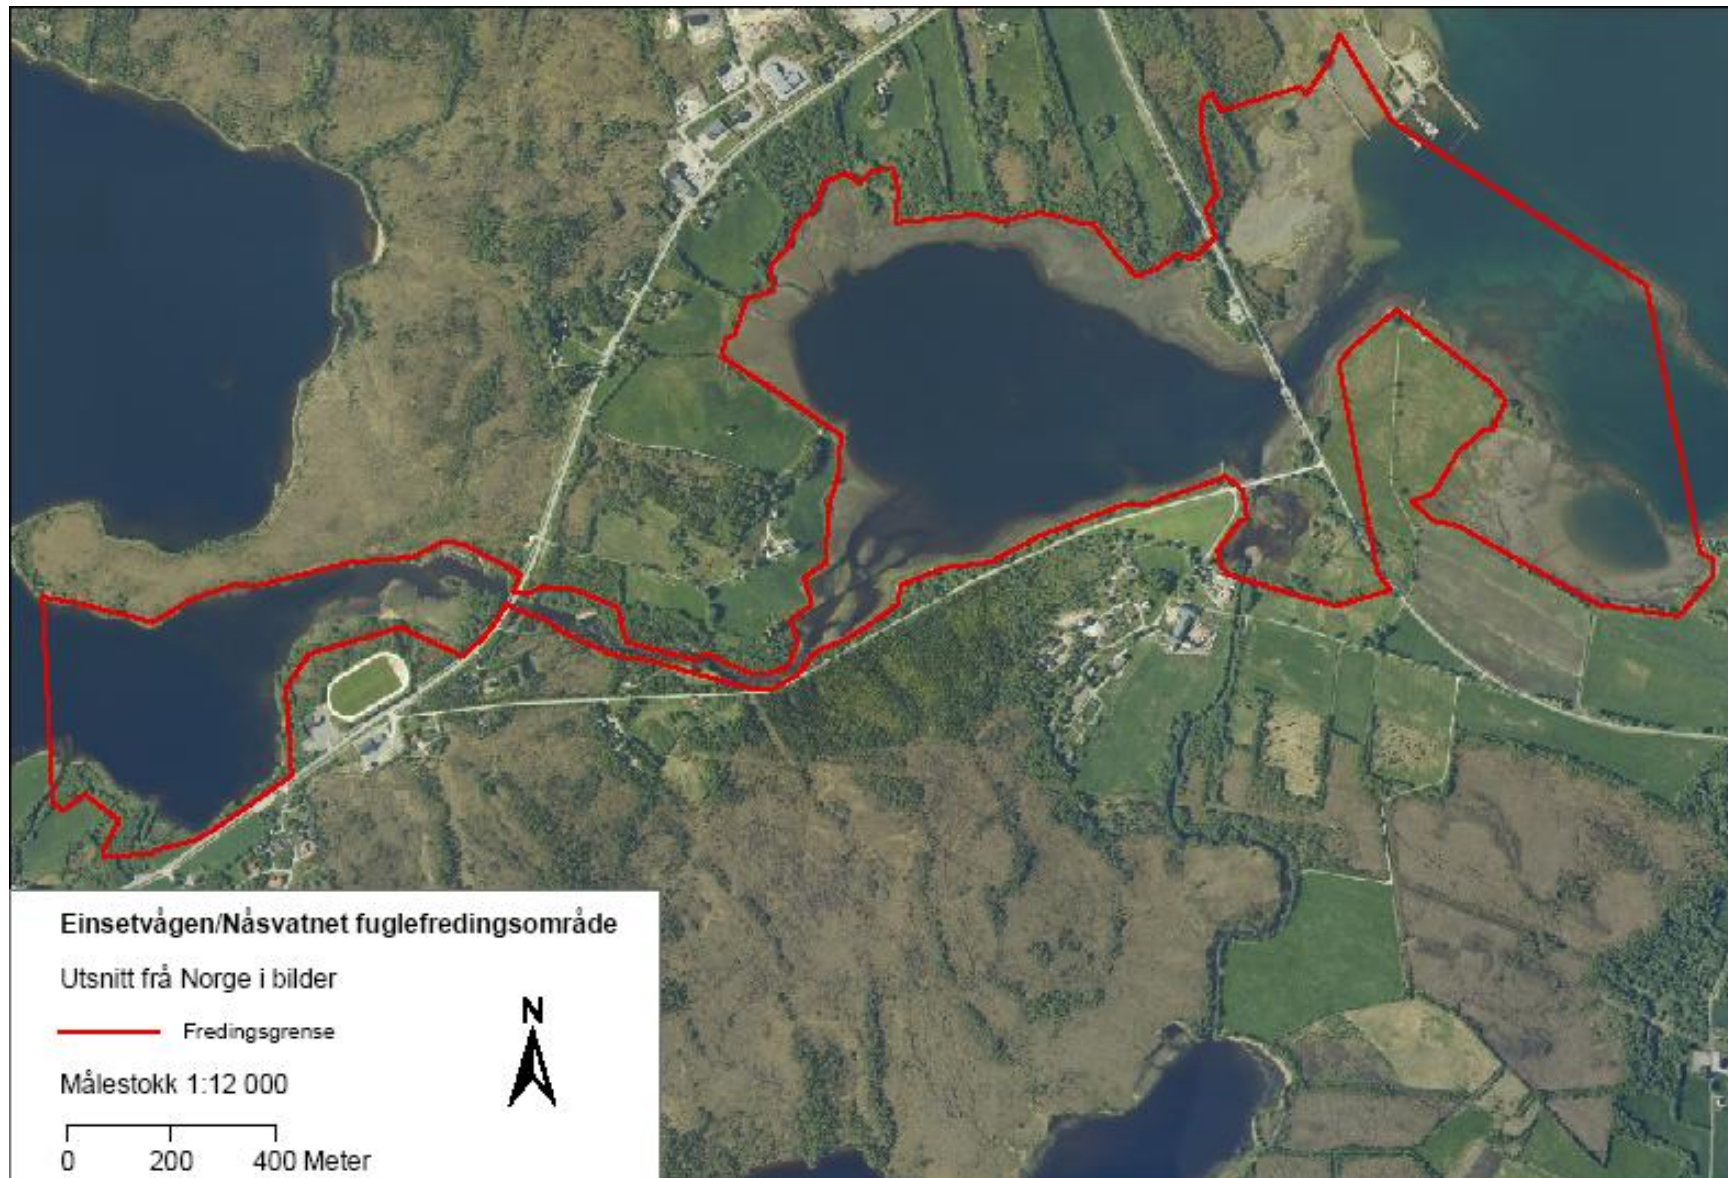 Einsetvågen/Nåsvatnet fuglefredingsområde
Utsnitt frå Norge i bilder
N
Fredingsgrense
Målestokk 1:12 000
0 200 400 Meter